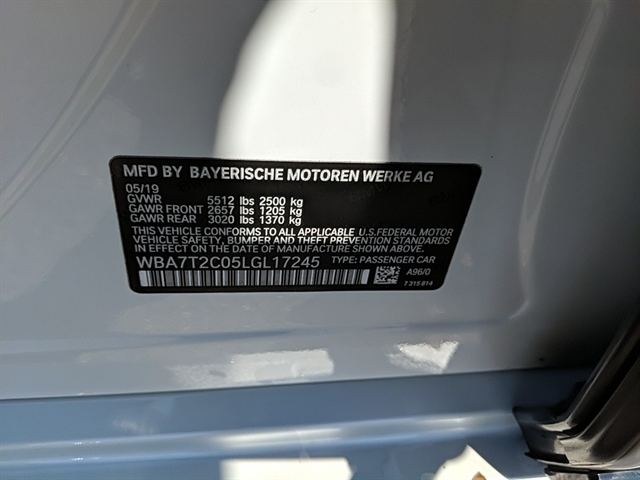 MFD BY BAYERISCHE MOTOREN WERKE AG
05/19
GVWR 5512 lbs 2500 kg
GAWR FRONT 2657 lbs 1205 kg
GAWR REAR 3020 lbs 1370 kg
THIS VEHICLE CONFORMS TO ALL APPLICABLE U.S.FEDERAL MOTOR
VEHICLE SAFETY, BUMPER, AND THEFT PREVENTION STANDARDS
IN EFFECT ON THE DATE OF MANUFACTURE SHOWN ABOVE.
WBA7T2C05LGL17245 TYPE: PASSENGER CAR
A96/0
7 315 814